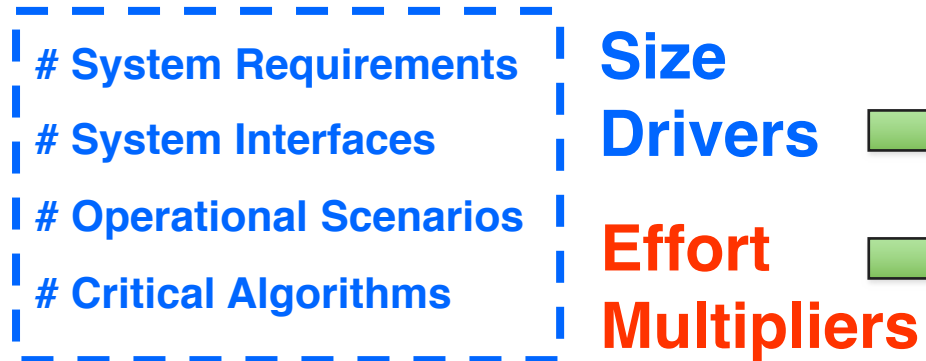 # System Requirements
# System Interfaces
# Operational Scenarios
# Critical Algorithms
Size
Drivers
Effort
Multipliers